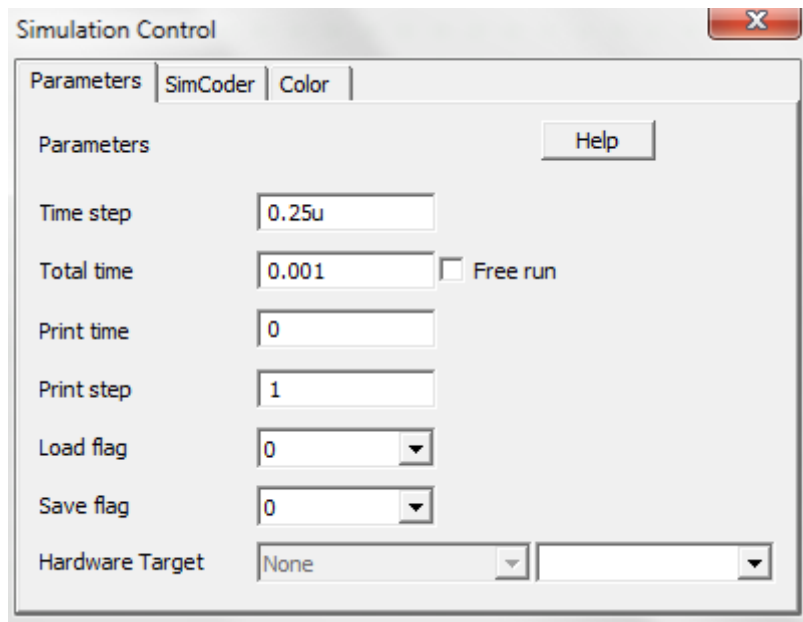 Simulation Control
Parameters SimCoder Color
Parameters Help
Time step 0.25u
Total time 0.001 Free run
Print time 0
Print step 1
Load flag 0
Save flag 0
Hardware Target None